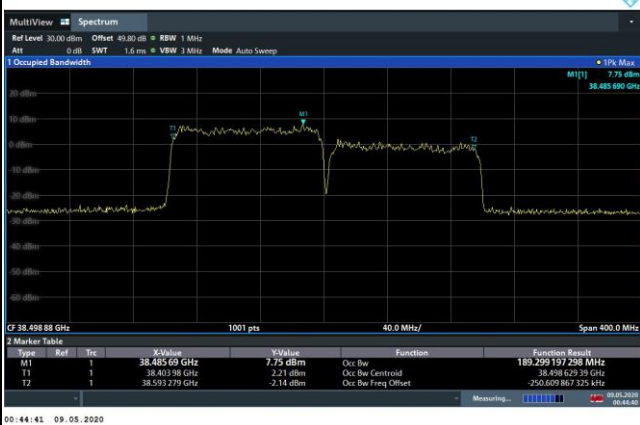 MultiView Spectrum
Ref Level 30.00 dBm Offset 49.80 dB RBW 1 MHz
Att 0 dB SWT 1.6 ms VBW 3 MHz Mode Auto Sweep
1 Occupied Bandwidth 1Pk Max
M1[1] 7.75 dBm
38.485 690 GHz
20 dBm
10 dBm
M1
T1
T2
0 dBm
-10 dBm
-20 dBm
-30 dBm
-40 dBm
-50 dBm
-60 dBm
CF 38.498 88 GHz 1001 pts 40.0 MHz/ Span 400.0 MHz
2 Marker Table
Type Ref Trc X-Value Y-Value Function Function Result
M1 1 38.485 69 GHz 7.75 dBm Occ Bw 189.299 197 298 MHz
T1 1 38.403 98 GHz 2.21 dBm Occ Bw Centroid 38.498 629 39 GHz
T2 1 38.593 279 GHz -2.14 dBm Occ Bw Freq Offset -250.609 867 325 kHz
Measuring... 09.05.2020
00:44:40
00:44:41 09.05.2020